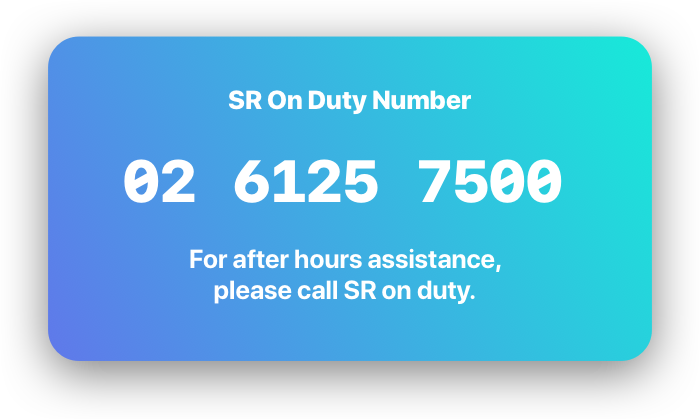 SR On Duty Number
02 6125 7500
For after hours assistance,
please call SR on duty.